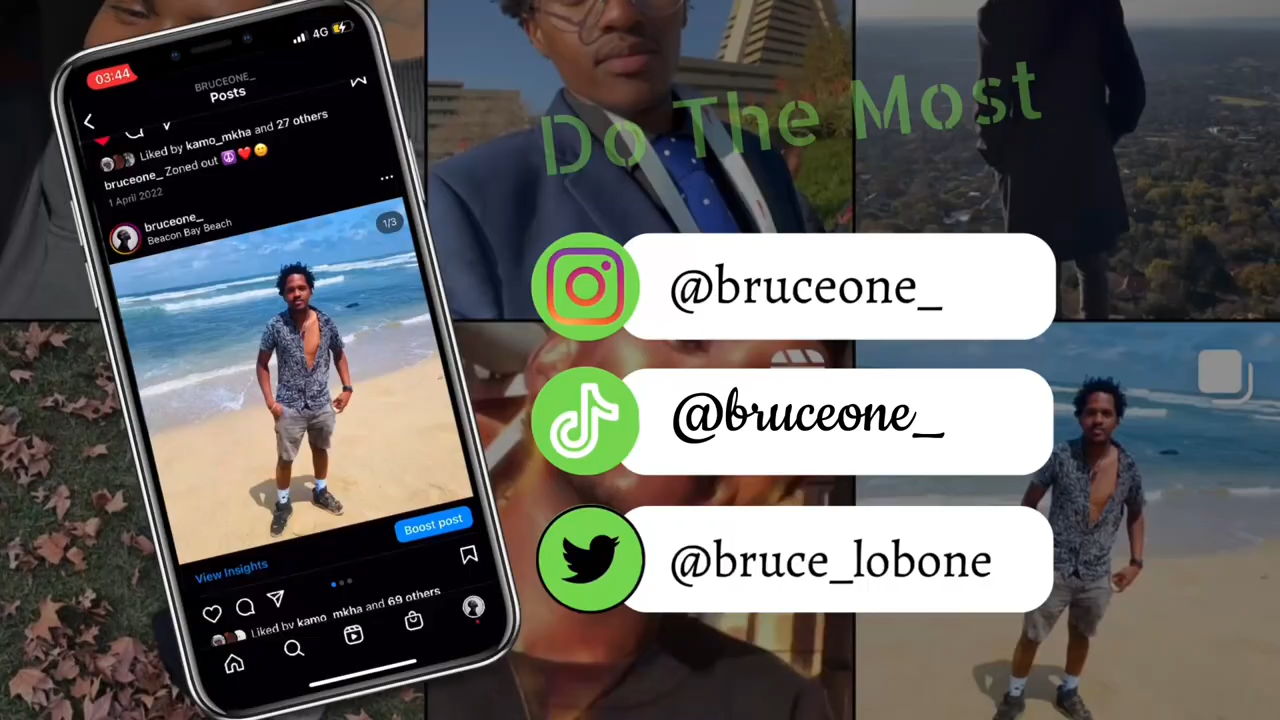 03:44
4G
BRUCEONE_
Posts
Liked by kamo_mkha and 27 others
bruceone_ Zoned out ☮️❤️🙂
1 April 2022
bruceone_
Beacon Bay Beach
1/3
Boost post
View Insights
Liked by kamo_mkha and 69 others
Do The Most
@bruceone_
@bruceone_
@bruce_lobone